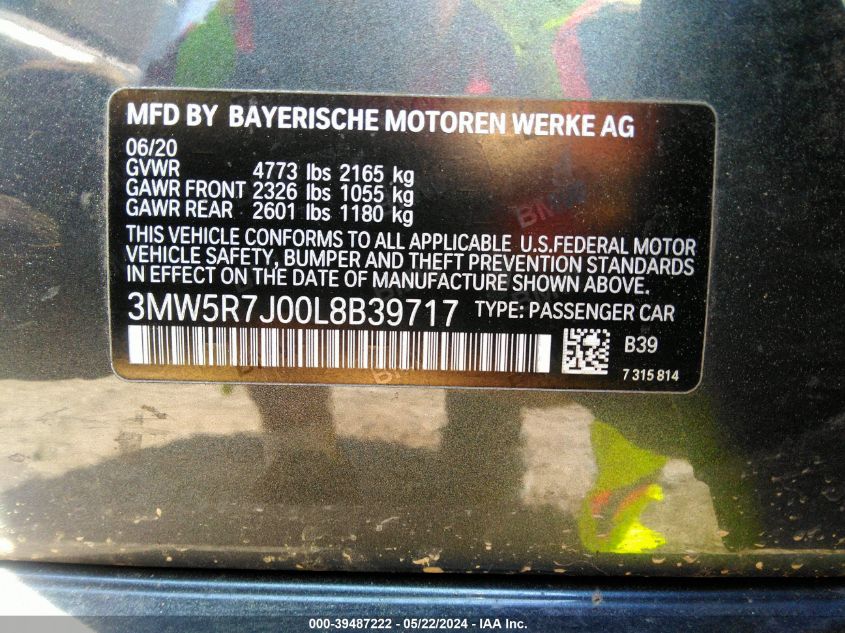 MFD BY BAYERISCHE MOTOREN WERKE AG
06/20
GVWR 4773 lbs 2165 kg
GAWR FRONT 2326 lbs 1055 kg
GAWR REAR 2601 lbs 1180 kg
THIS VEHICLE CONFORMS TO ALL APPLICABLE U.S.FEDERAL MOTOR
VEHICLE SAFETY, BUMPER AND THEFT PREVENTION STANDARDS
IN EFFECT ON THE DATE OF MANUFACTURE SHOWN ABOVE.
3MW5R7J00L8B39717 TYPE: PASSENGER CAR
B39
7 315 814
000-39487222 - 05/22/2024 - IAA Inc.